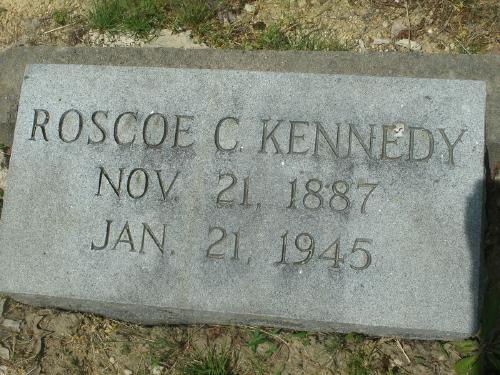 ROSCOE C. KENNEDY
NOV. 21, 1887
JAN. 21, 1945